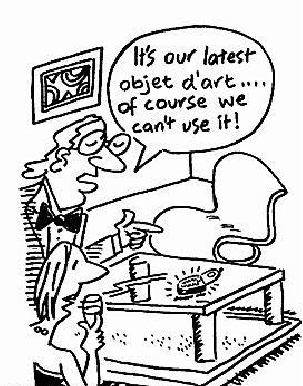 It's our latest
objet d'art....
of course we
can't use it!